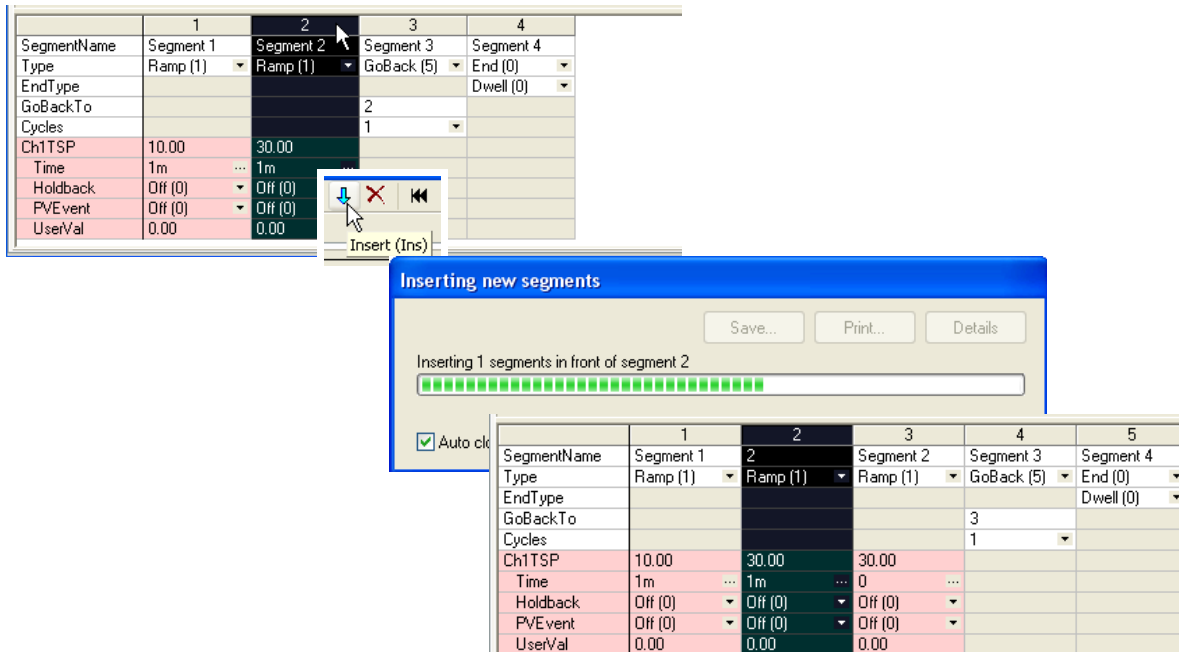 1 2 3 4
SegmentName Segment 1 Segment 2 Segment 3 Segment 4
Type Ramp (1) Ramp (1) GoBack (5) End (0)
EndType Dwell (0)
GoBackTo 2
Cycles 1
Ch1TSP 10.00 30.00
Time 1m ... 1m ...
Holdback Off (0) Off (0)
PVEvent Off (0) Off (0)
UserVal 0.00 0.00
Insert (Ins)
Inserting new segments
Save... Print... Details
Inserting 1 segments in front of segment 2
Auto
1 2 3 4 5
SegmentName Segment 1 2 Segment 2 Segment 3 Segment 4
Type Ramp (1) Ramp (1) Ramp (1) GoBack (5) End (0)
EndType Dwell (0)
GoBackTo 3
Cycles 1
Ch1TSP 10.00 30.00 30.00
Time 1m ... 1m ... 0 ...
Holdback Off (0) Off (0) Off (0)
PVEvent Off (0) Off (0) Off (0)
UserVal 0.00 0.00 0.00